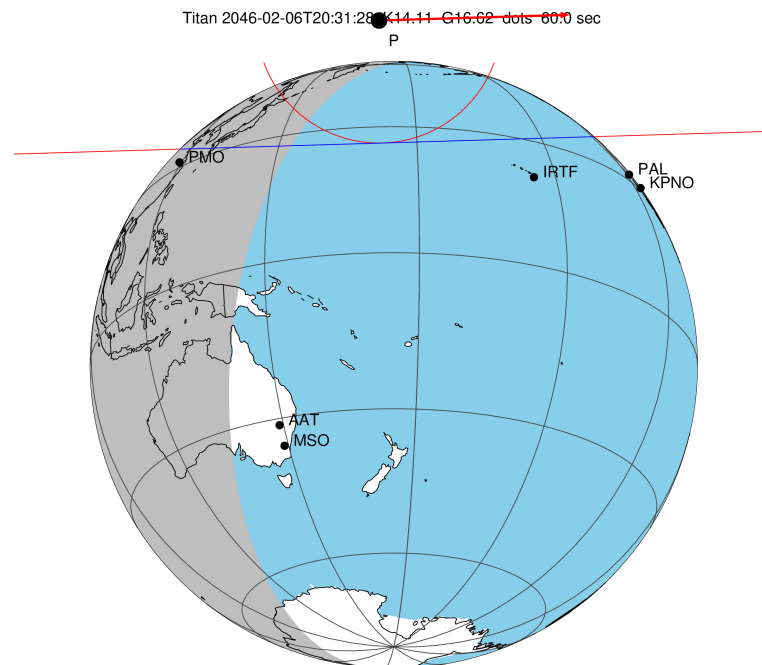 Titan 2046-02-06T20:31:28 K14.11 G16.62 dots 60.0 sec
P
PMO
IRTF
PAL
KPNO
AAT
MSO